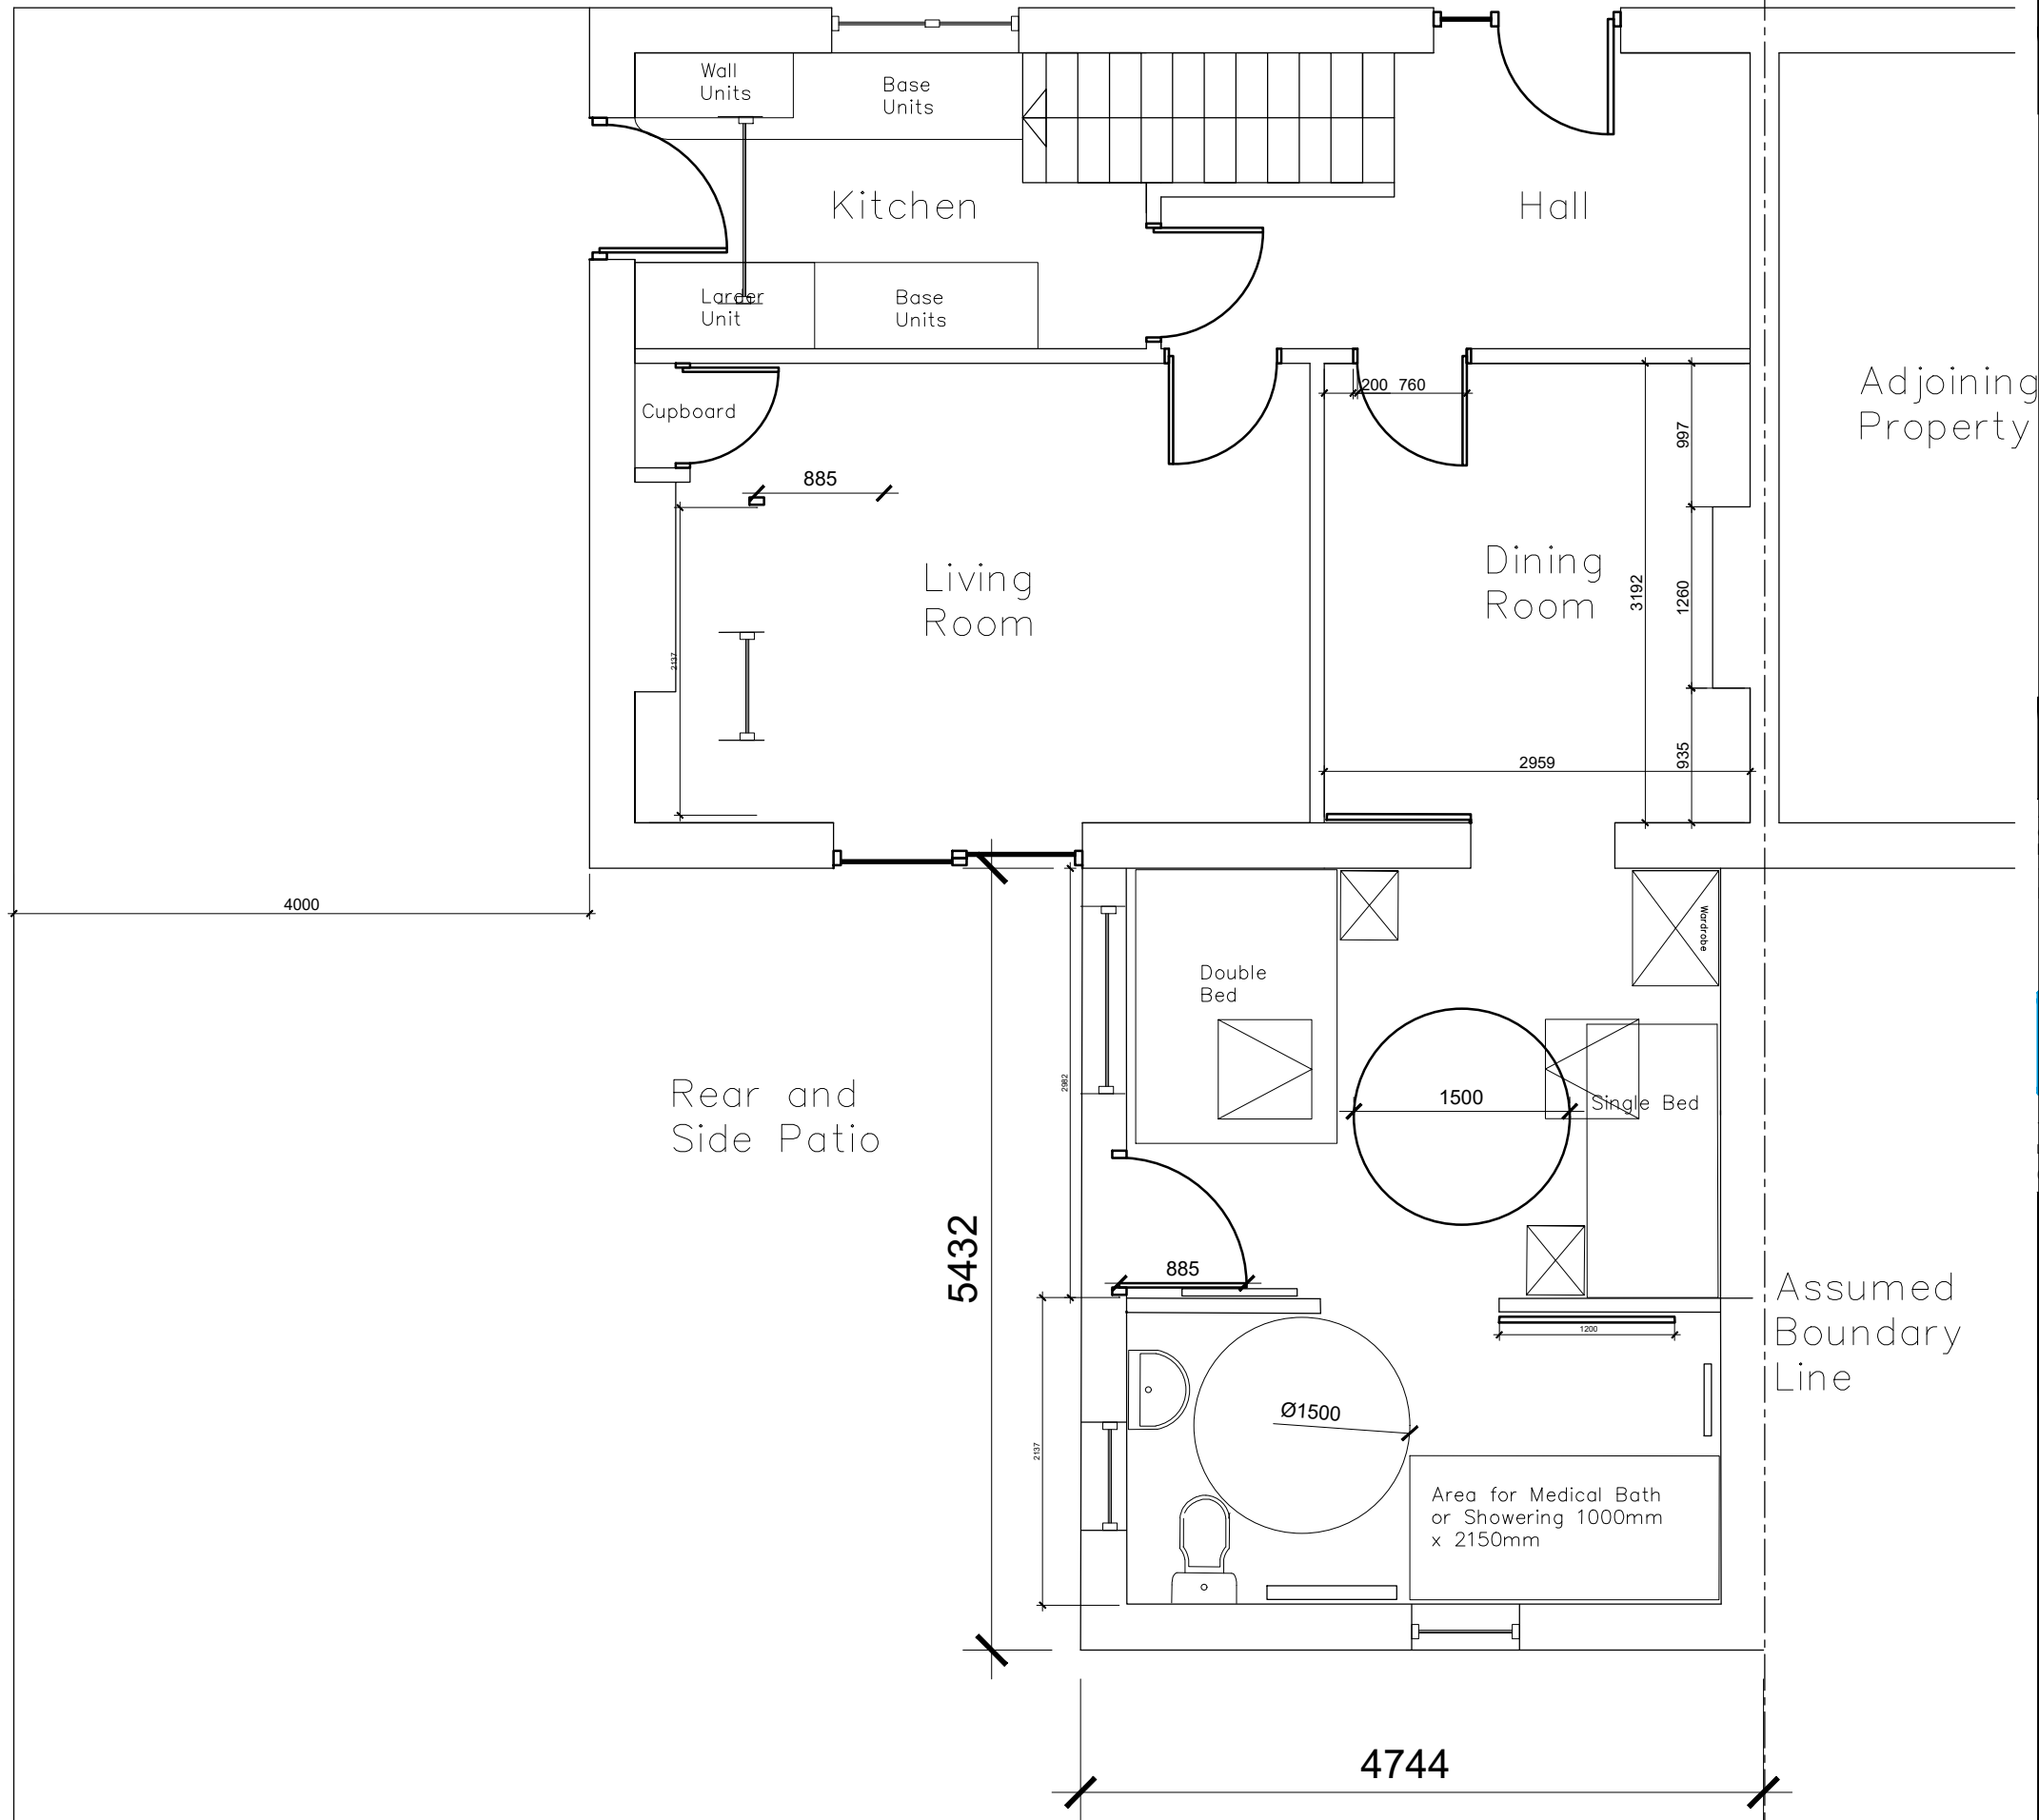 Wall
Units
Base
Units
Kitchen
Hall
Larder
Unit
Base
Units
Cupboard
200 760
997
Adjoining
Property
885
Living
Room
Dining
Room
3192
1260
2137
935
2959
4000
Wardrobe
Double
Bed
2982
1500
Single Bed
Rear and
Side Patio
5432
885
Assumed
Boundary
Line
1200
Ø1500
2137
Area for Medical Bath
or Showering 1000mm
x 2150mm
4744